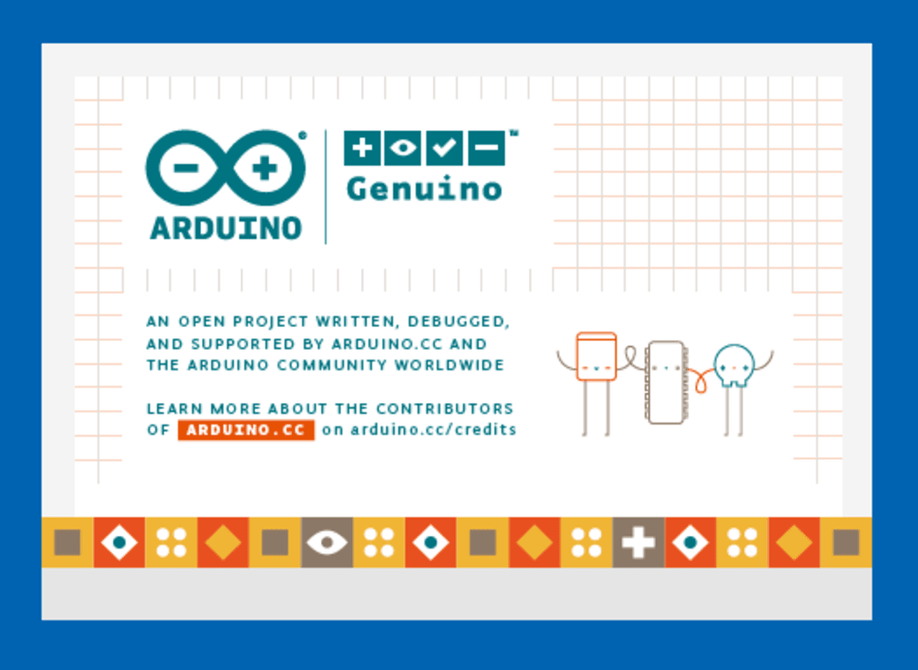 ARDUINO
Genuino
AN OPEN PROJECT WRITTEN, DEBUGGED,
AND SUPPORTED BY ARDUINO.CC AND
THE ARDUINO COMMUNITY WORLDWIDE
LEARN MORE ABOUT THE CONTRIBUTORS
OF ARDUINO.CC on arduino.cc/credits